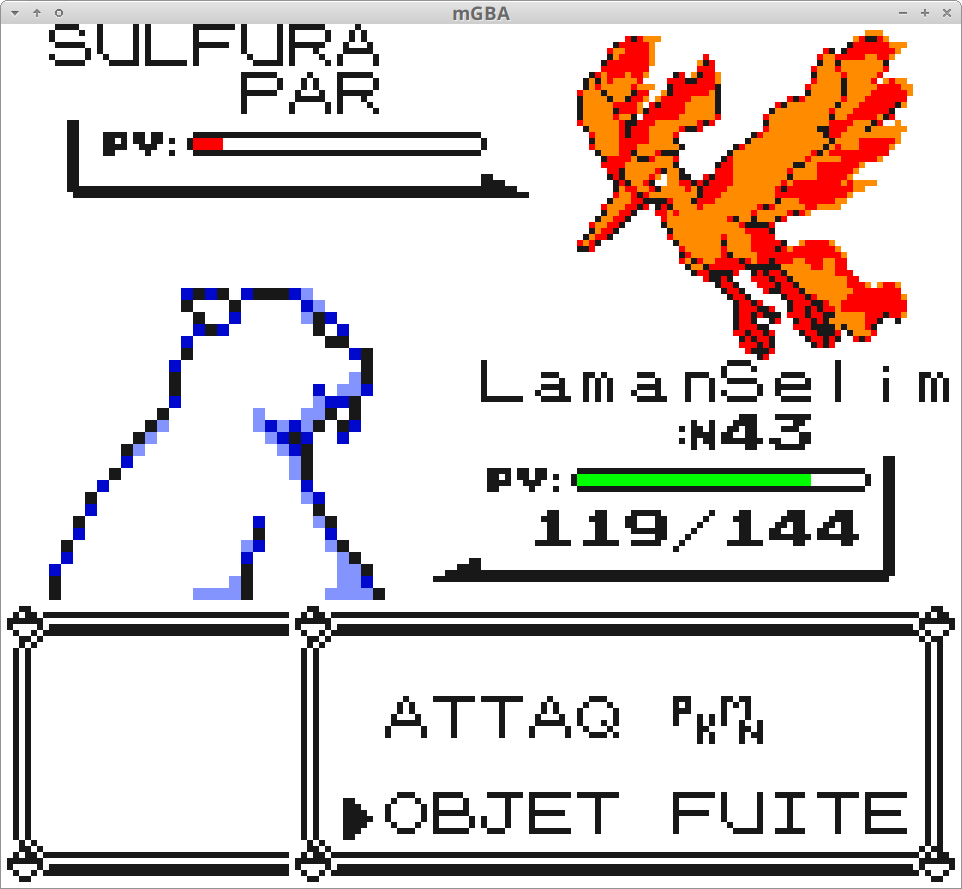 mGBA
SULFURA
PAR
PV:
LamanSelim
:N43
PV:
119/144
ATTAQ PKMN
OBJET FUITE